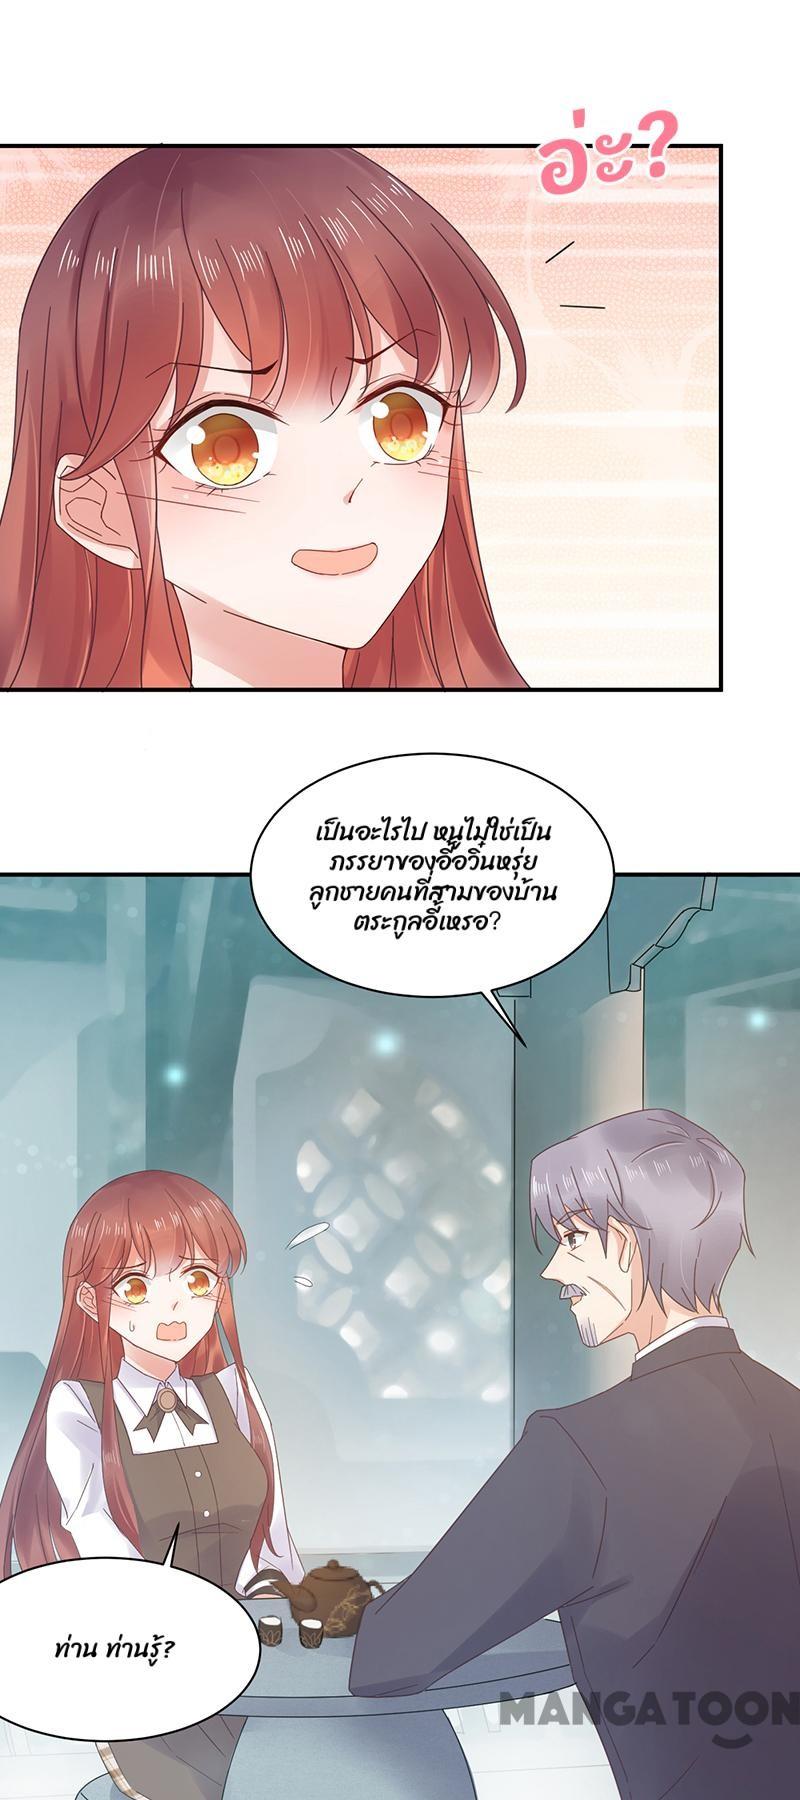 อ่ะ?
เป็นอะไรไป หนูไม่ใช่เป็น
ภรรยาของอื้อวิ๋นหรุ่ย
ลูกชายคนที่สามของบ้าน
ตระกูลอี้เหรอ?
ท่าน ท่านรู้?
MANGATOON